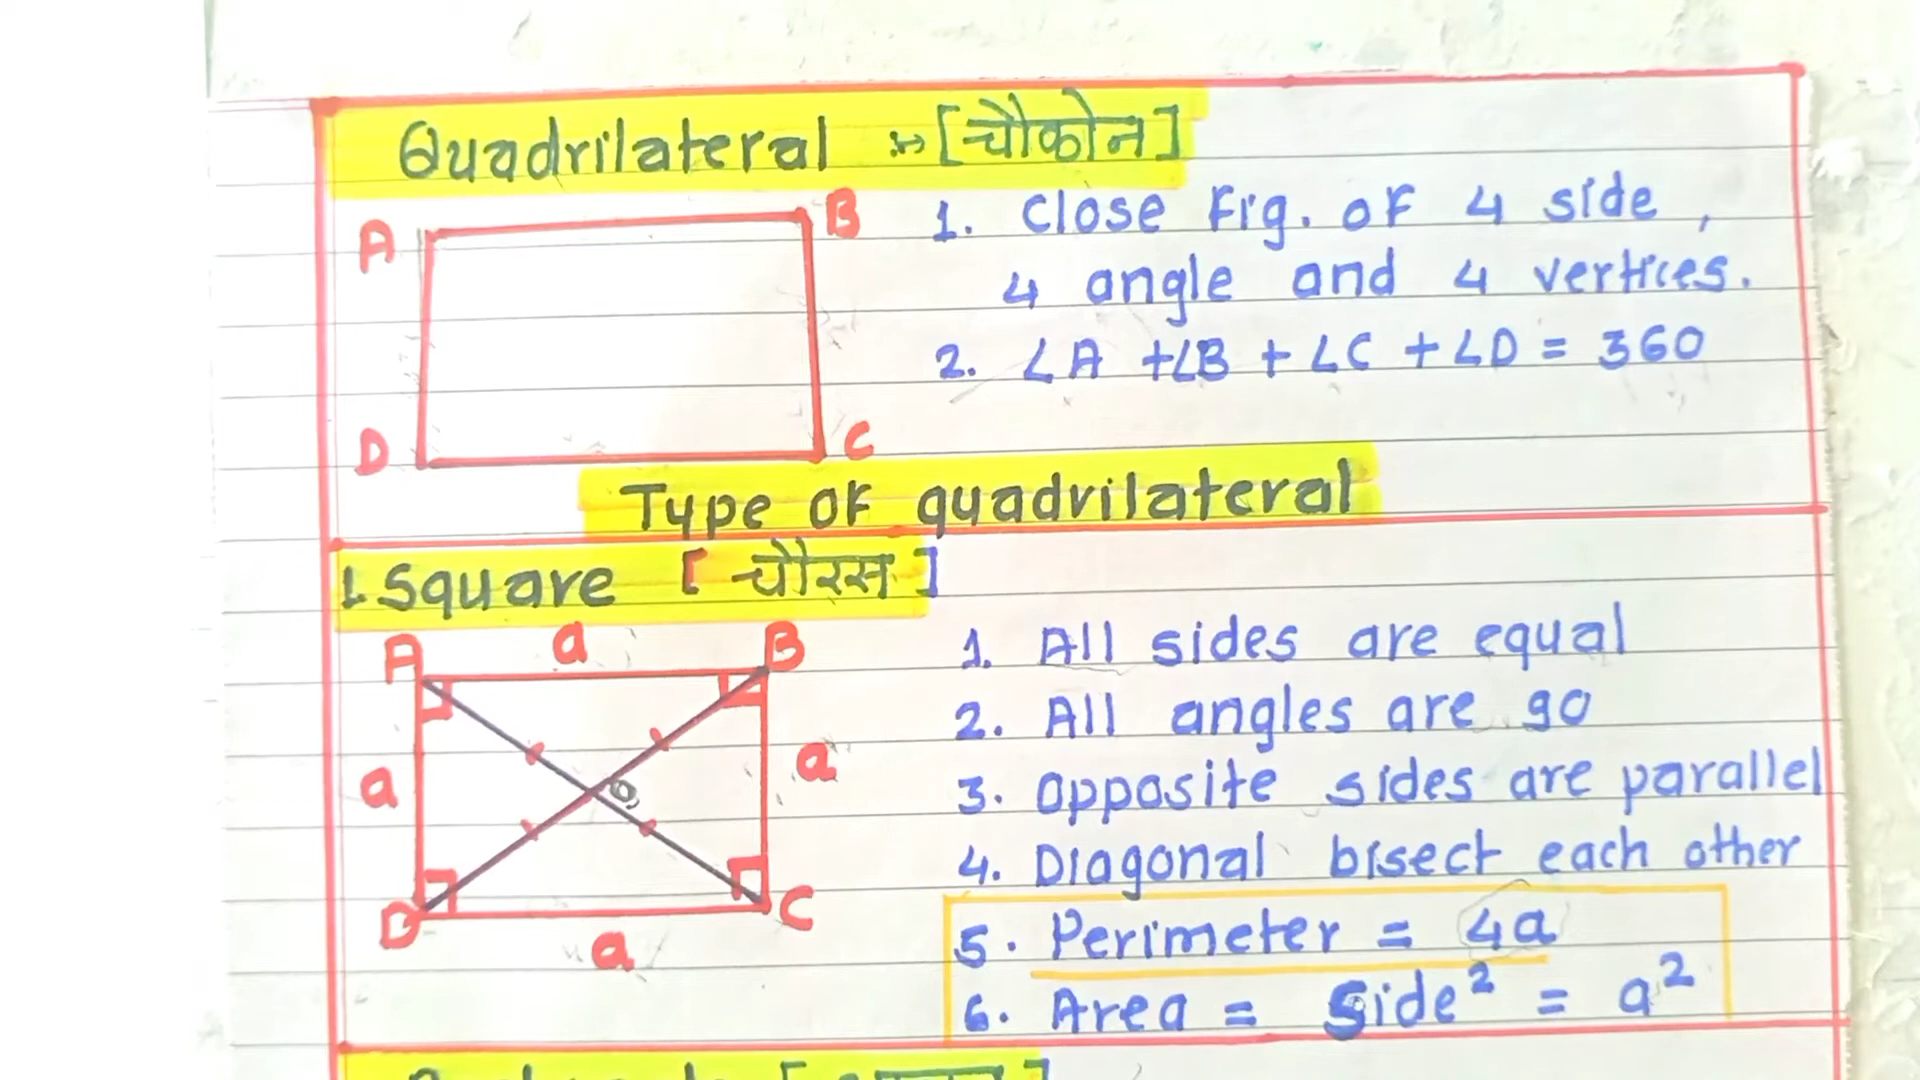 Quadrilateral :→ [चौकोन]
A
B
D
C
1. Close Fig. of 4 side ,
4 angle and 4 vertices.
2. ∠A +∠B + ∠C + ∠D = 360
Type of quadrilateral
1. Square [ चौरस ]
A
a
B
a
a
D
a
C
1. All sides are equal
2. All angles are 90
3. Opposite sides are parallel
4. Diagonal bisect each other
5. Perimeter = 4a
6. Area = Side² = a²